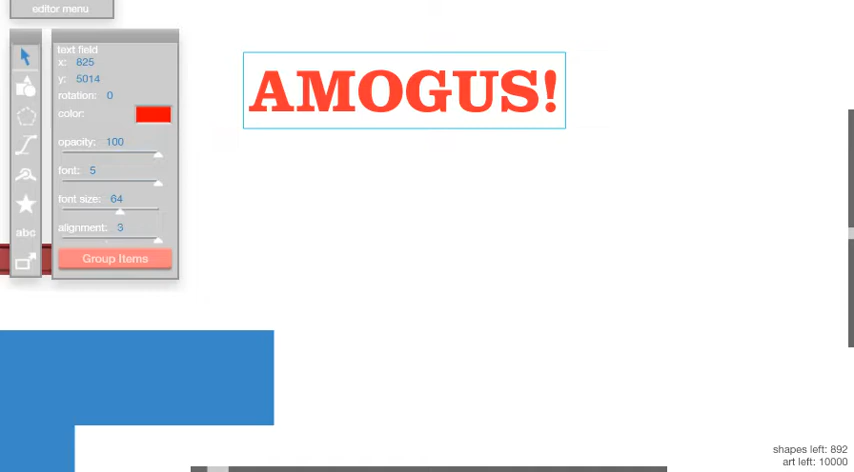 editor menu
text field
x: 825
y: 5014
rotation: 0
color:
opacity: 100
font: 5
font size: 64
alignment: 3
Group Items
abc
AMOGUS!
shapes left: 892
art left: 10000